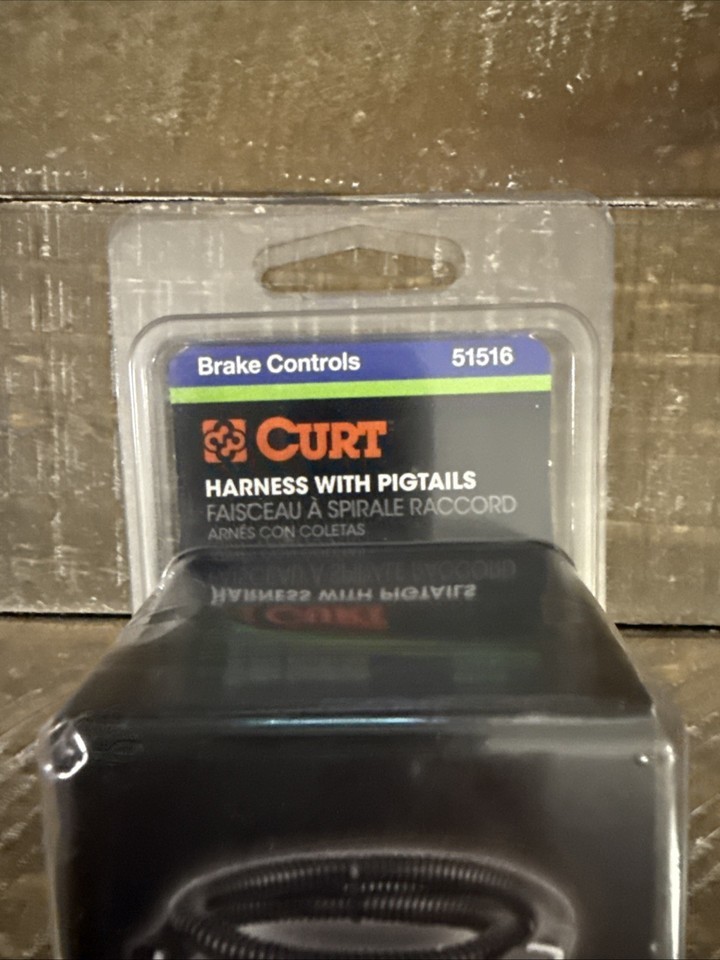 Brake Controls 51516
CURT
HARNESS WITH PIGTAILS
FAISCEAU À SPIRALE RACCORD
ARNÉS CON COLETAS